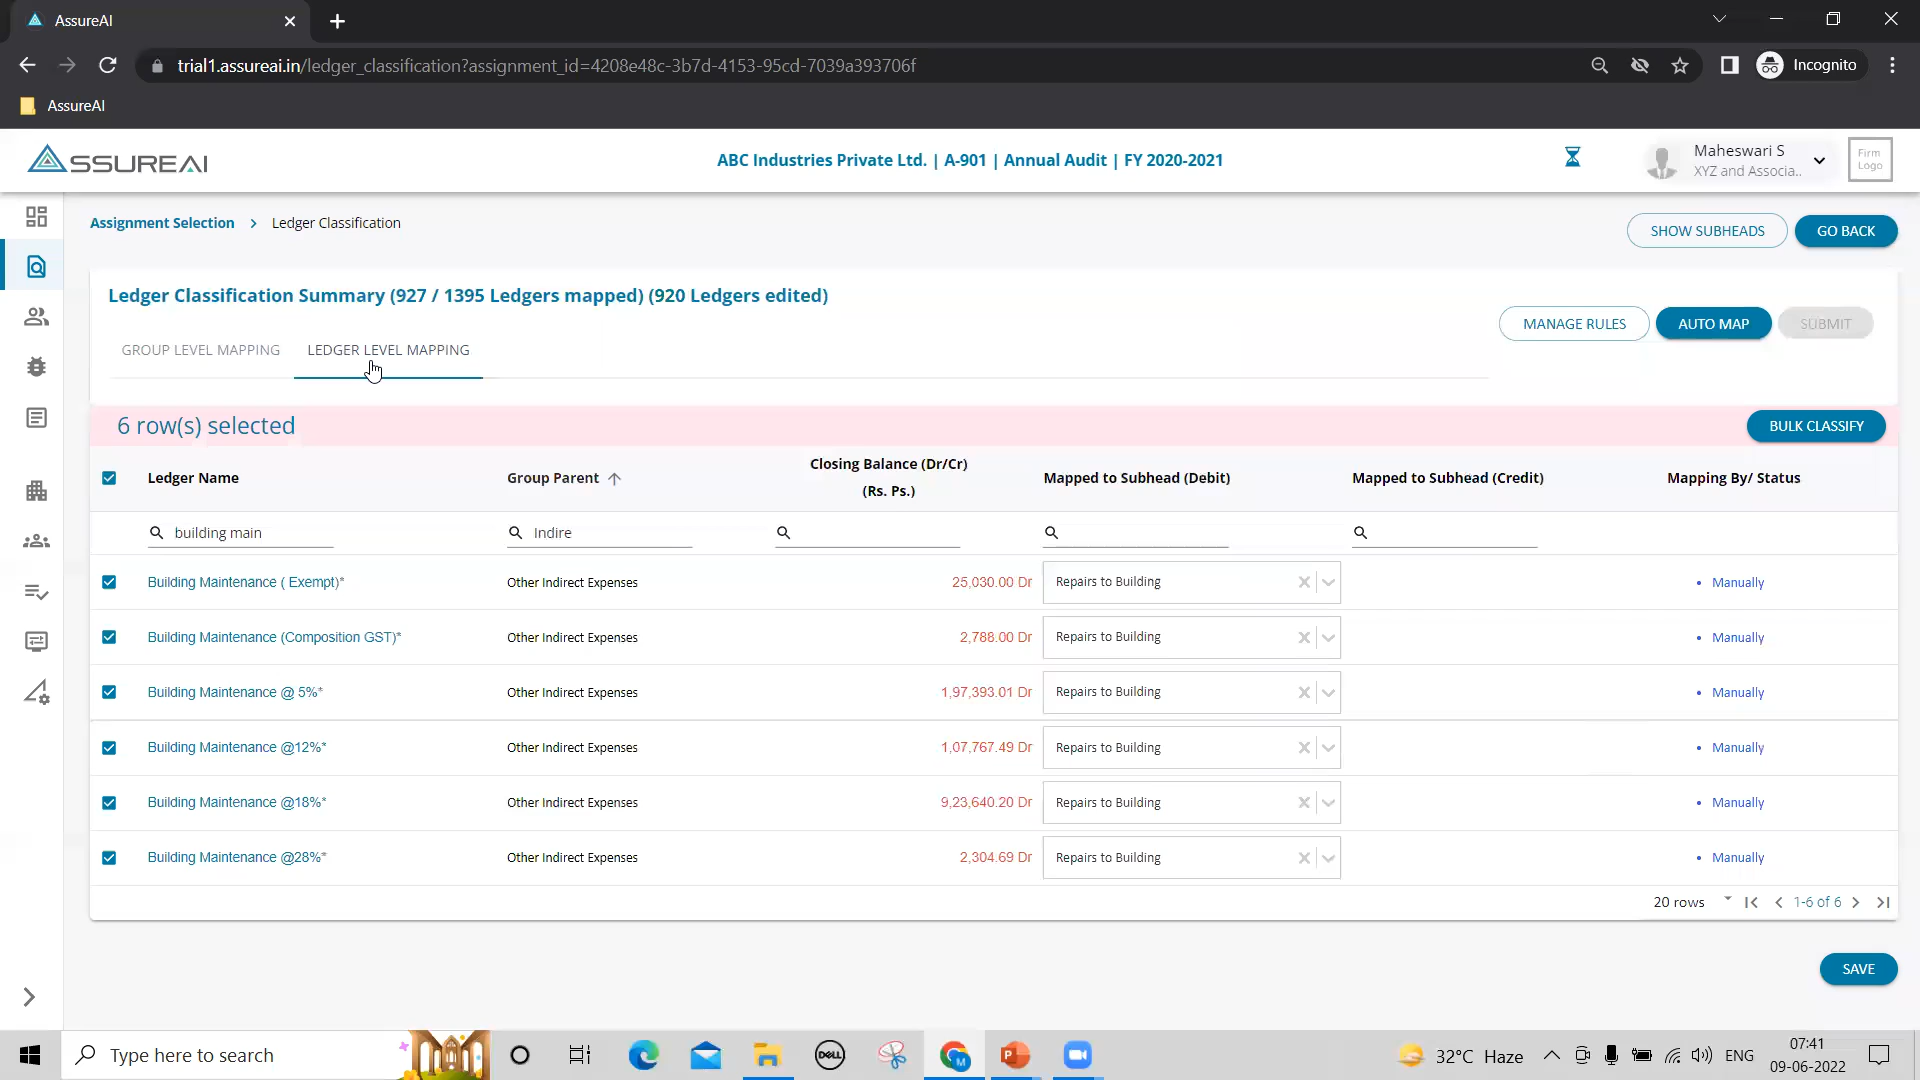 AssureAI
trial1.assureai.in/ledger_classification?assignment_id=4208e48c-3b7d-4153-95cd-7039a393706f
Incognito
AssureAI
ASSUREAI
ABC Industries Private Ltd. | A-901 | Annual Audit | FY 2020-2021
Maheswari S
XYZ and Associa..
Firm
Logo
Assignment Selection > Ledger Classification
SHOW SUBHEADS
GO BACK
Ledger Classification Summary (927 / 1395 Ledgers mapped) (920 Ledgers edited)
MANAGE RULES
AUTO MAP
SUBMIT
GROUP LEVEL MAPPING
LEDGER LEVEL MAPPING
6 row(s) selected
BULK CLASSIFY
Ledger Name
Group Parent
Closing Balance (Dr/Cr)
(Rs. Ps.)
Mapped to Subhead (Debit)
Mapped to Subhead (Credit)
Mapping By/ Status
building main
Indire
Building Maintenance ( Exempt)* Other Indirect Expenses 25,030.00 Dr Repairs to Building • Manually
Building Maintenance (Composition GST)* Other Indirect Expenses 2,788.00 Dr Repairs to Building • Manually
Building Maintenance @ 5%* Other Indirect Expenses 1,97,393.01 Dr Repairs to Building • Manually
Building Maintenance @12%* Other Indirect Expenses 1,07,767.49 Dr Repairs to Building • Manually
Building Maintenance @18%* Other Indirect Expenses 9,23,640.20 Dr Repairs to Building • Manually
Building Maintenance @28%* Other Indirect Expenses 2,304.69 Dr Repairs to Building • Manually
20 rows 1-6 of 6
SAVE
Type here to search
DELL
32°C Haze
ENG
07:41
09-06-2022